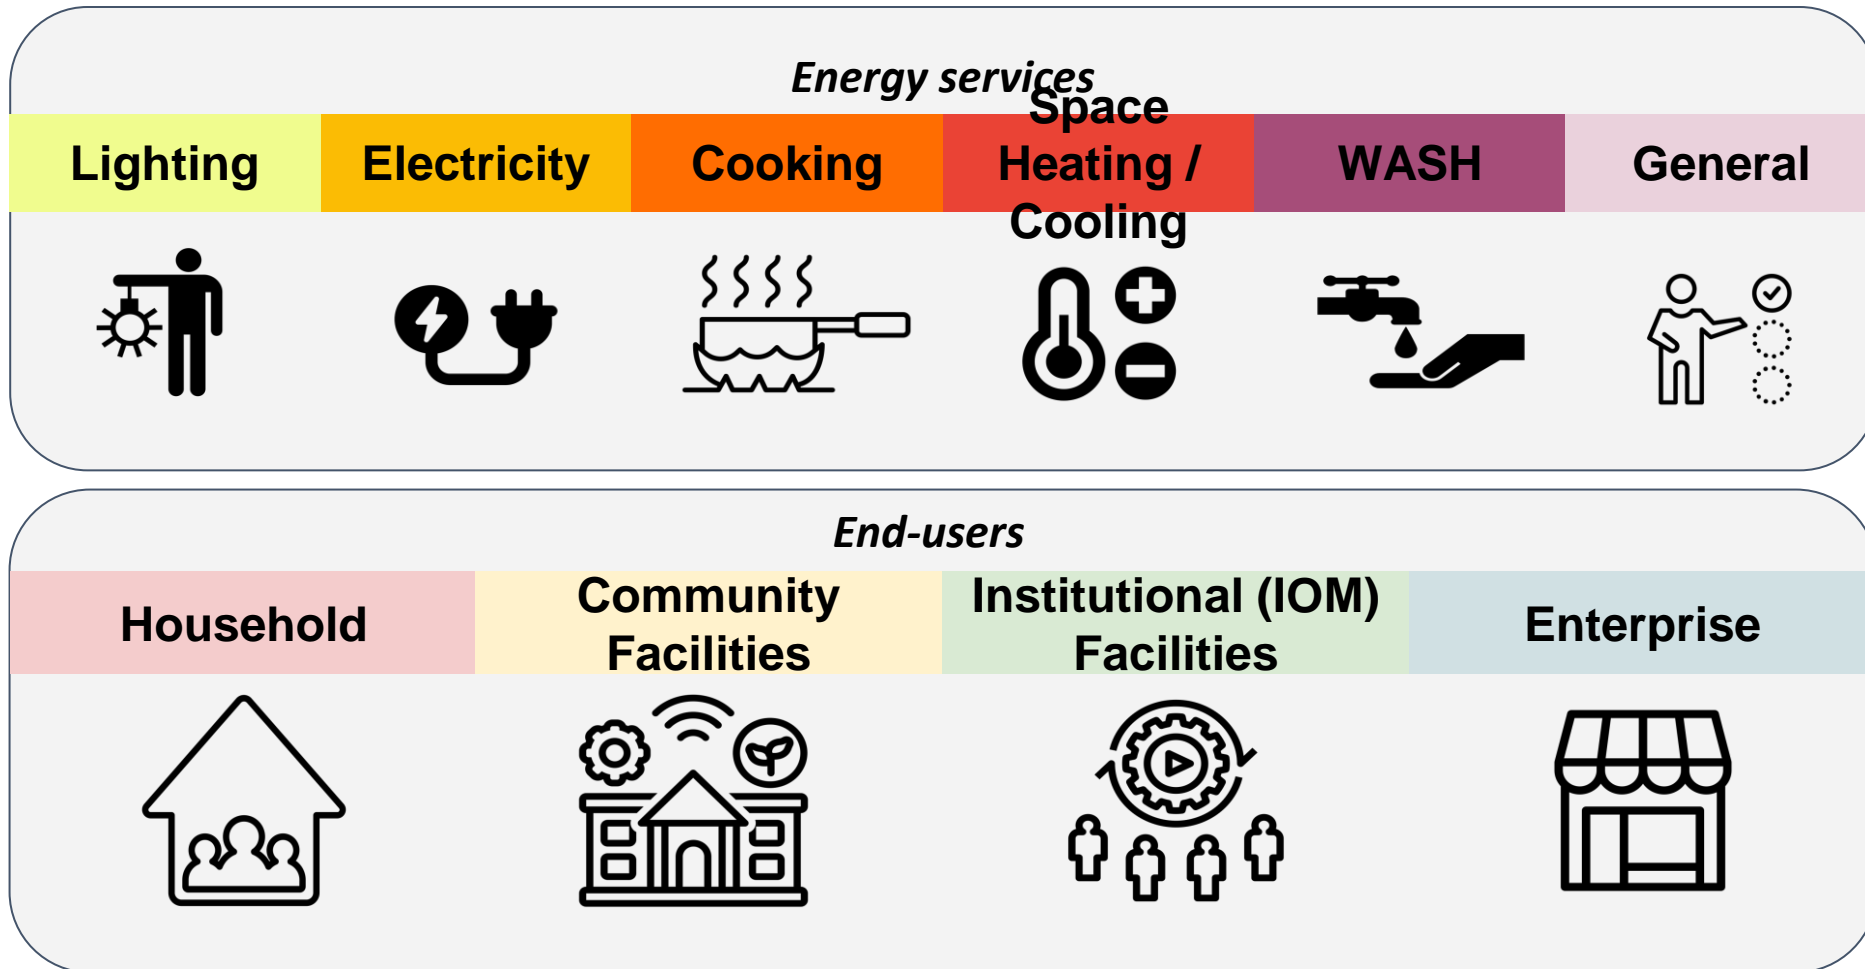 Energy services
Lighting
Electricity
Cooking
Space
Heating /
Cooling
WASH
General
End-users
Household
Community
Facilities
Institutional (IOM)
Facilities
Enterprise